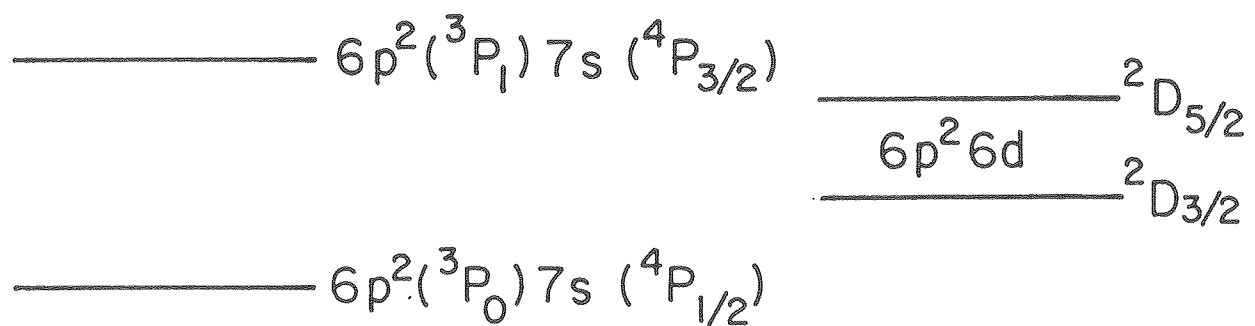 6p²(³P₁)7s (⁴P₃/₂)
²D₅/₂
6p²6d
²D₃/₂
6p²(³P₀)7s (⁴P₁/₂)